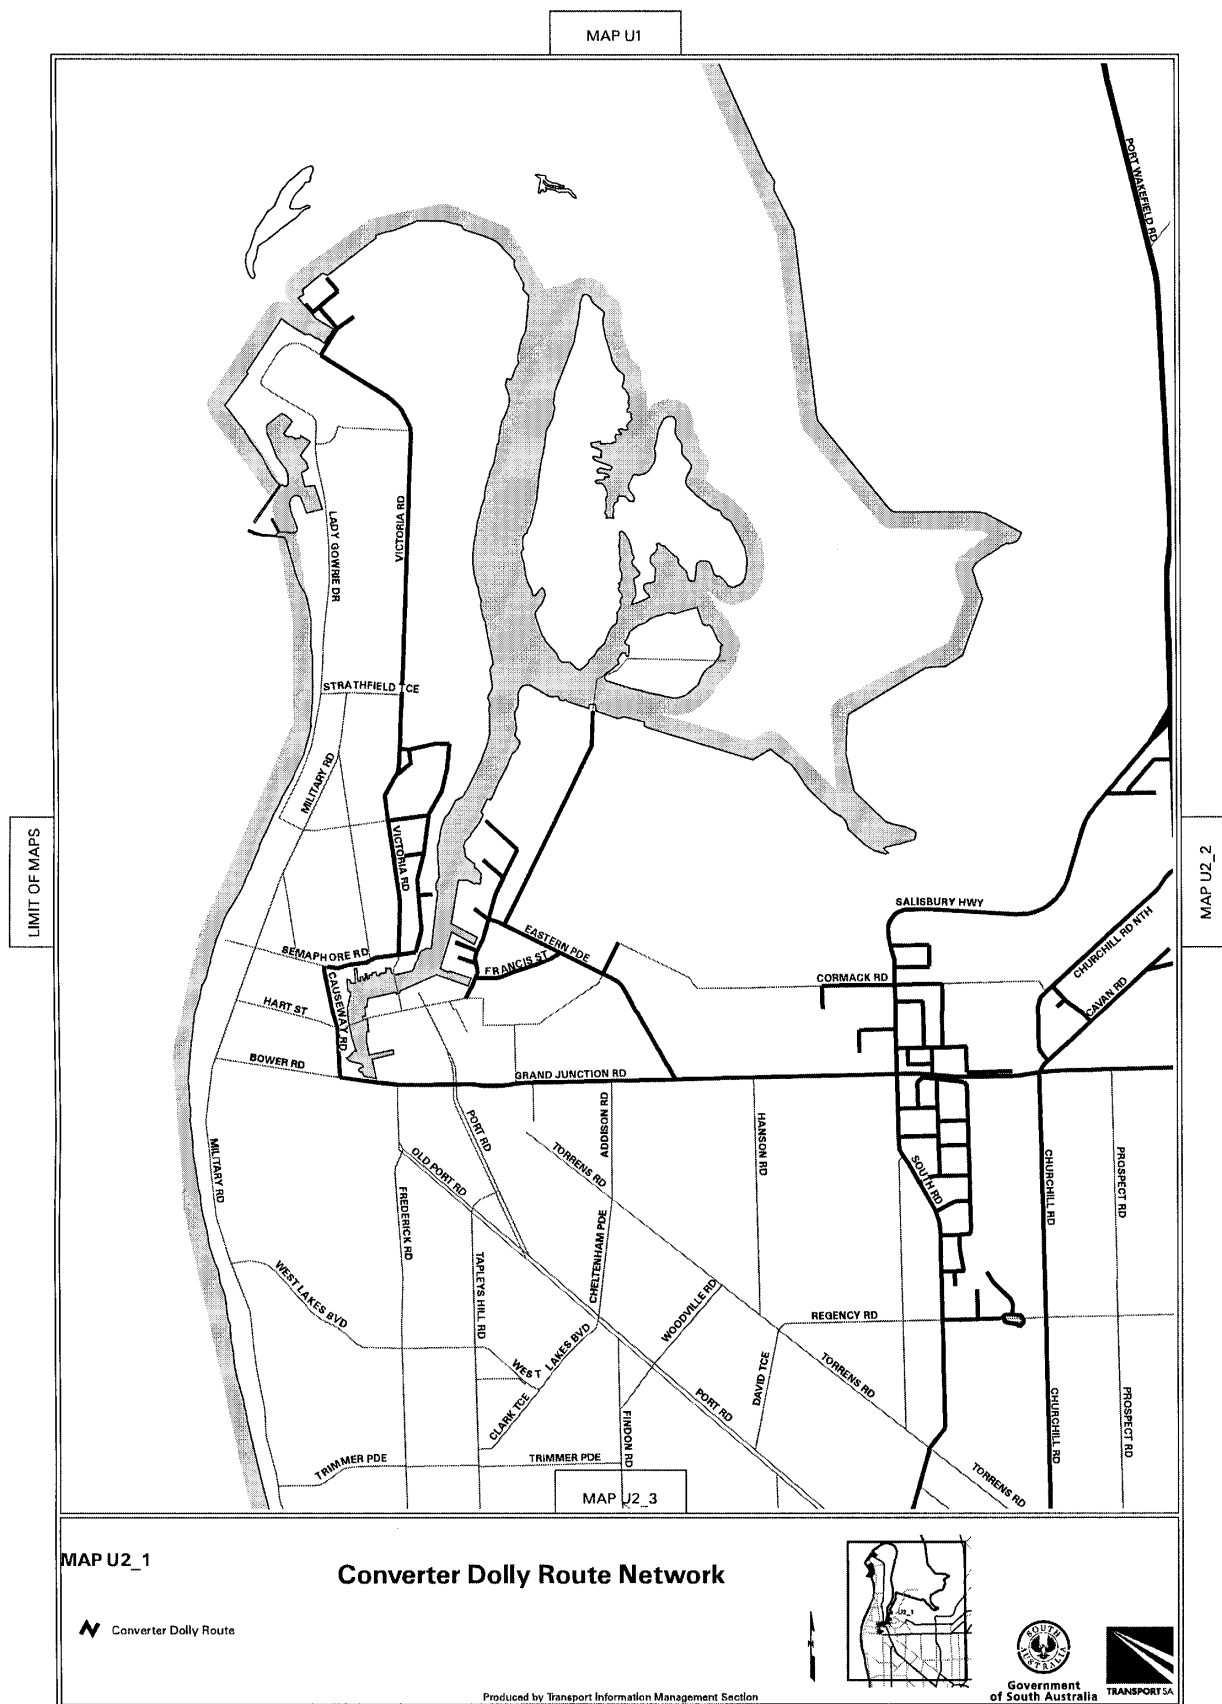 MAP U1
PORT WAKEFIELD RD
VICTORIA RD
LADY GOWRIE DR
STRATHFIELD TCE
MILITARY RD
VICTORIA RD
LIMIT OF MAPS
MAP U2_2
SALISBURY HWY
CHURCHILL RD NTH
EASTERN PDE
SEMAPHORE RD
FRANCIS ST
CORMACK RD
CAVAN RD
CAUSEWAY RD
HART ST
BOWER RD
GRAND JUNCTION RD
PORT RD
ADDISON RD
HANSON RD
TORRENS RD
OLD PORT RD
MILITARY RD
SOUTH RD
CHURCHILL RD
PROSPECT RD
FREDERICK RD
CHELTENHAM PDE
TAPLEYS HILL RD
WEST LAKES BVD
WOODVILLE RD
REGENCY RD
WEST LAKES BVD
DAVID TCE
TORRENS RD
CLARK TCE
PORT RD
FINDON RD
CHURCHILL RD
PROSPECT RD
TRIMMER PDE
TRIMMER PDE
TORRENS RD
MAP U2_3
MAP U2_1
Converter Dolly Route Network
U2_1
Converter Dolly Route
N
SOUTH AUSTRALIA
Government
of South Australia
TRANSPORT SA
Produced by Transport Information Management Section